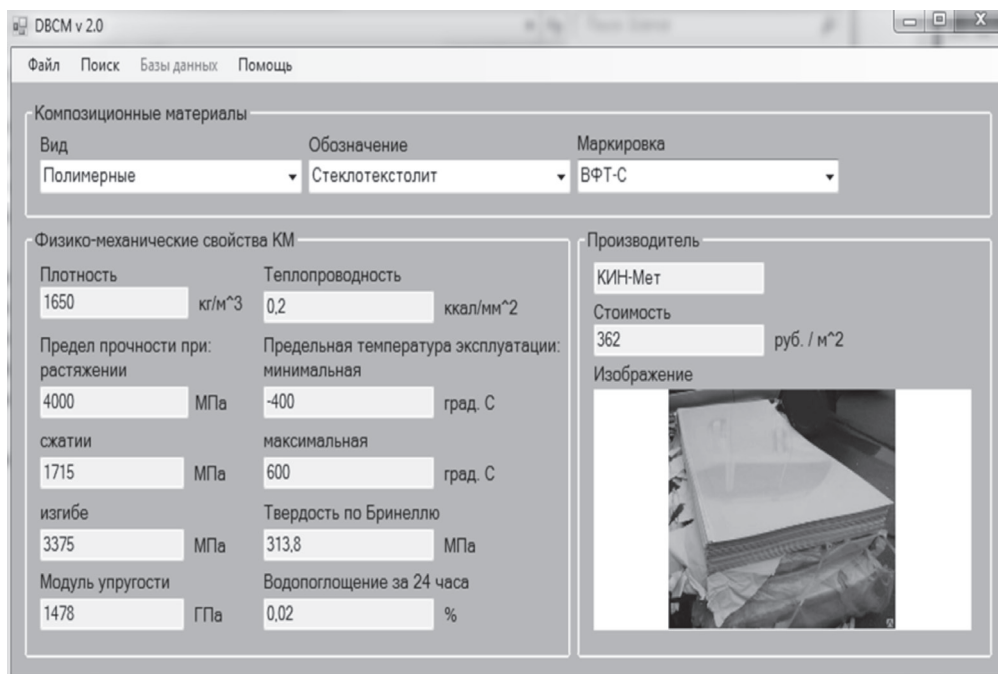 DBCM v 2.0
Файл Поиск Базы данных Помощь
Композиционные материалы
Вид Обозначение Маркировка
Полимерные Стеклотекстолит ВФТ-С
Физико-механические свойства КМ
Плотность Теплопроводность
1650 кг/м^3 0,2 ккал/мм^2
Предел прочности при: Предельная температура эксплуатации:
растяжении минимальная
4000 МПа -400 град. С
сжатии максимальная
1715 МПа 600 град. С
изгибе Твердость по Бринеллю
3375 МПа 313,8 МПа
Модуль упругости Водопоглощение за 24 часа
1478 ГПа 0,02 %
Производитель
КИН-Мет
Стоимость
362 руб. / м^2
Изображение